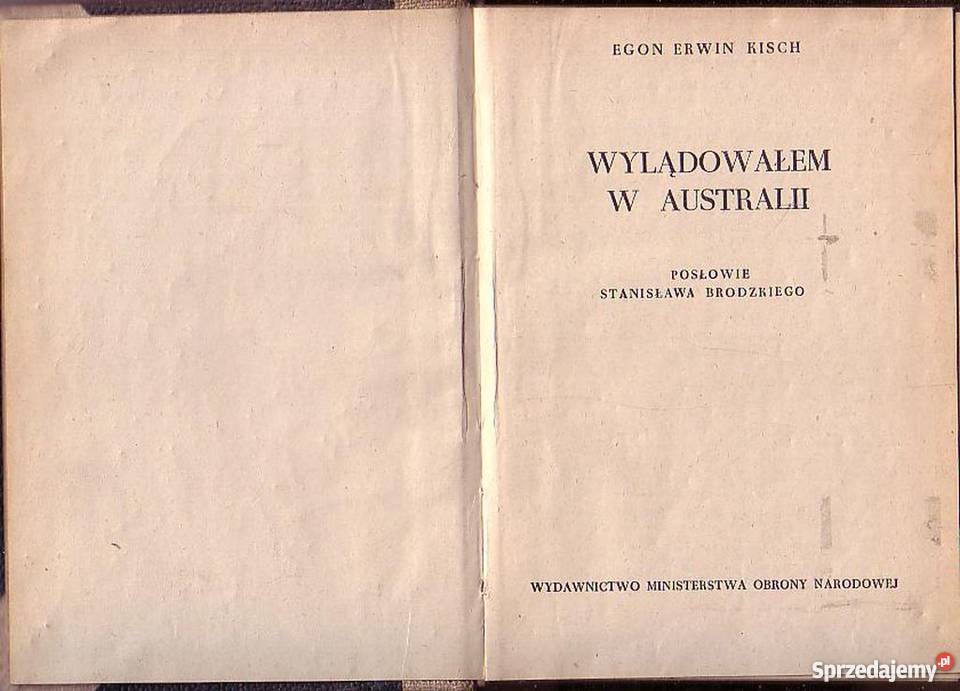 EGON ERWIN KISCH
WYLĄDOWAŁEM
W AUSTRALII
POSŁOWIE
STANISŁAWA BRODZKIEGO
WYDAWNICTWO MINISTERSTWA OBRONY NARODOWEJ
Sprzedajemy.pl